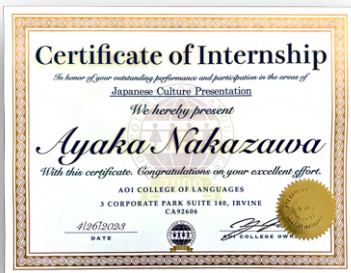 Certificate of Internship
In honor of your outstanding performance and participation in the areas of
Japanese Culture Presentation
We hereby present
Ayaka Nakazawa
With this certificate. Congratulations on your excellent effort.
AOI COLLEGE OF LANGUAGES
3 CORPORATE PARK SUITE 140, IRVINE
CA92606
4/26/2023
DATE
AOI COLLEGE OWN